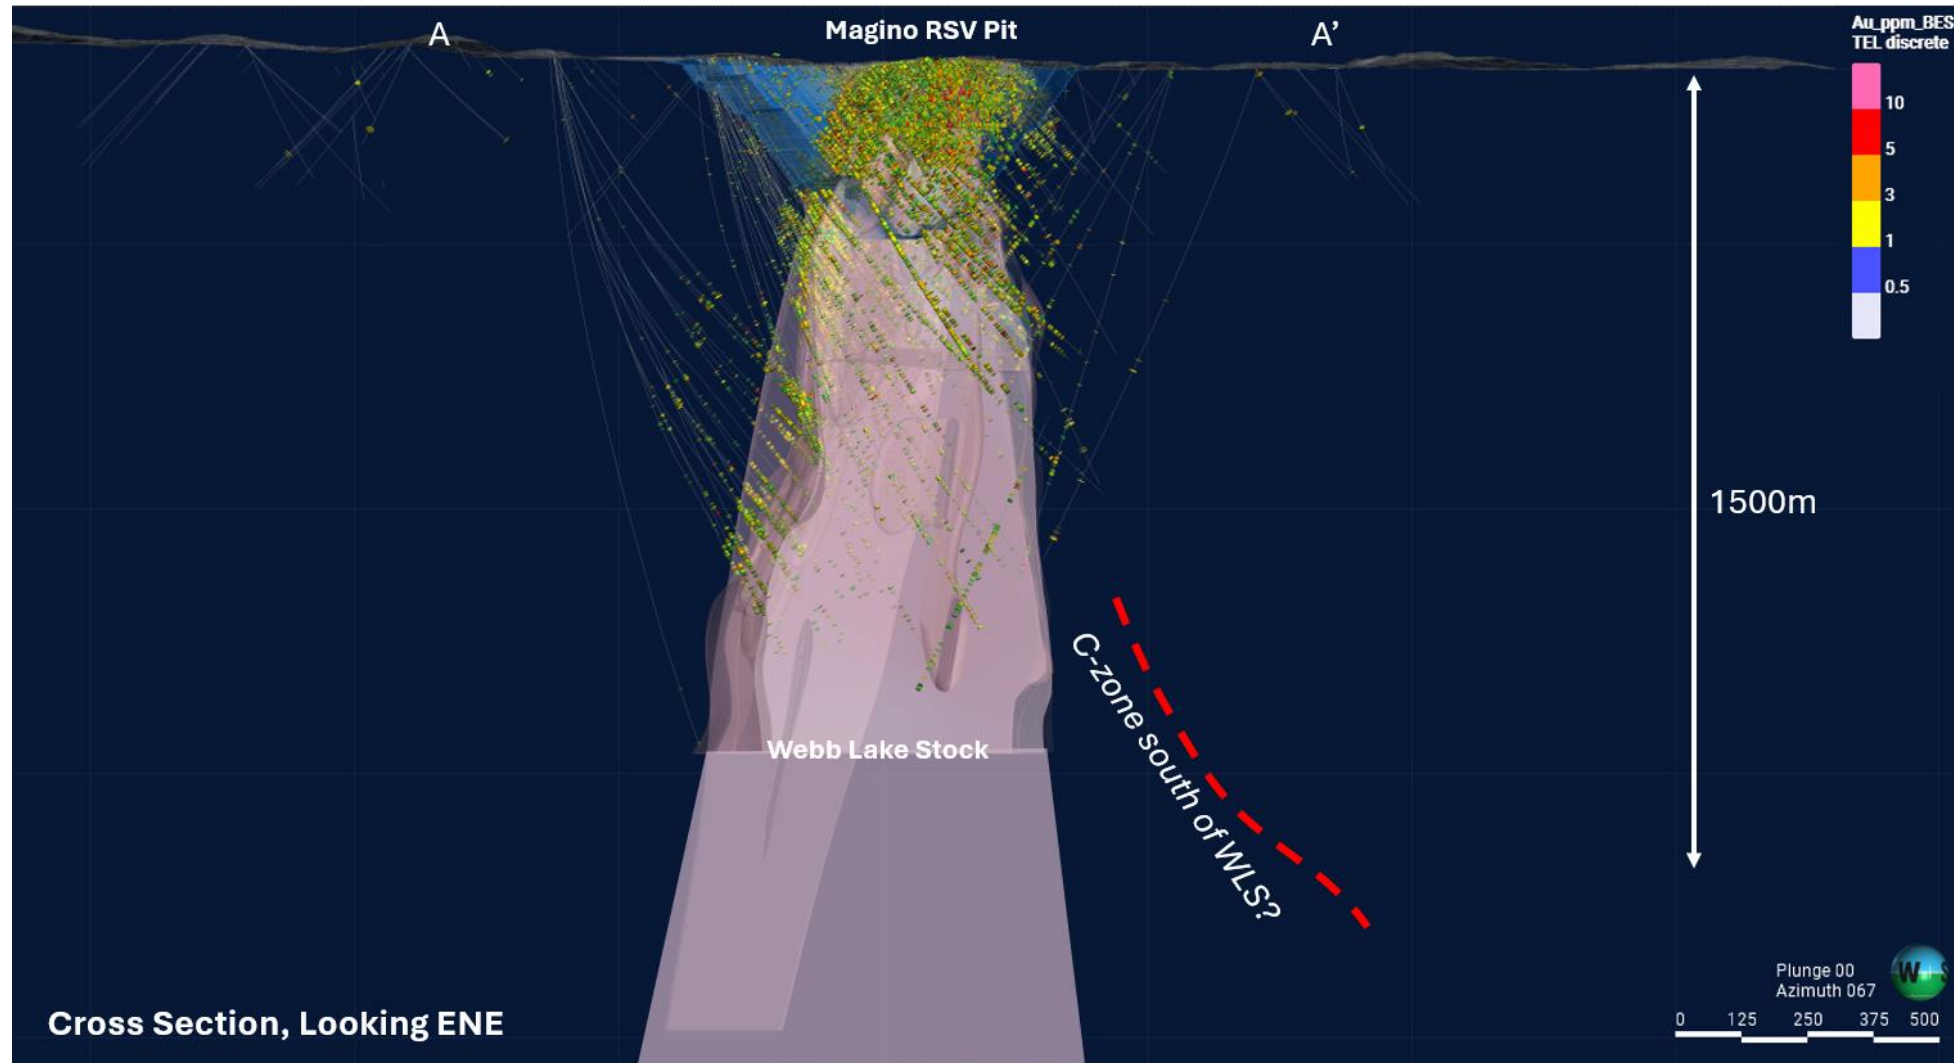 A
Magino RSV Pit
A’
Au_ppm_BES
TEL discrete
10
5
3
1
0.5
1500m
C-zone south of WLS?
Webb Lake Stock
Plunge 00
Azimuth 067
W
S
0 125 250 375 500
Cross Section, Looking ENE